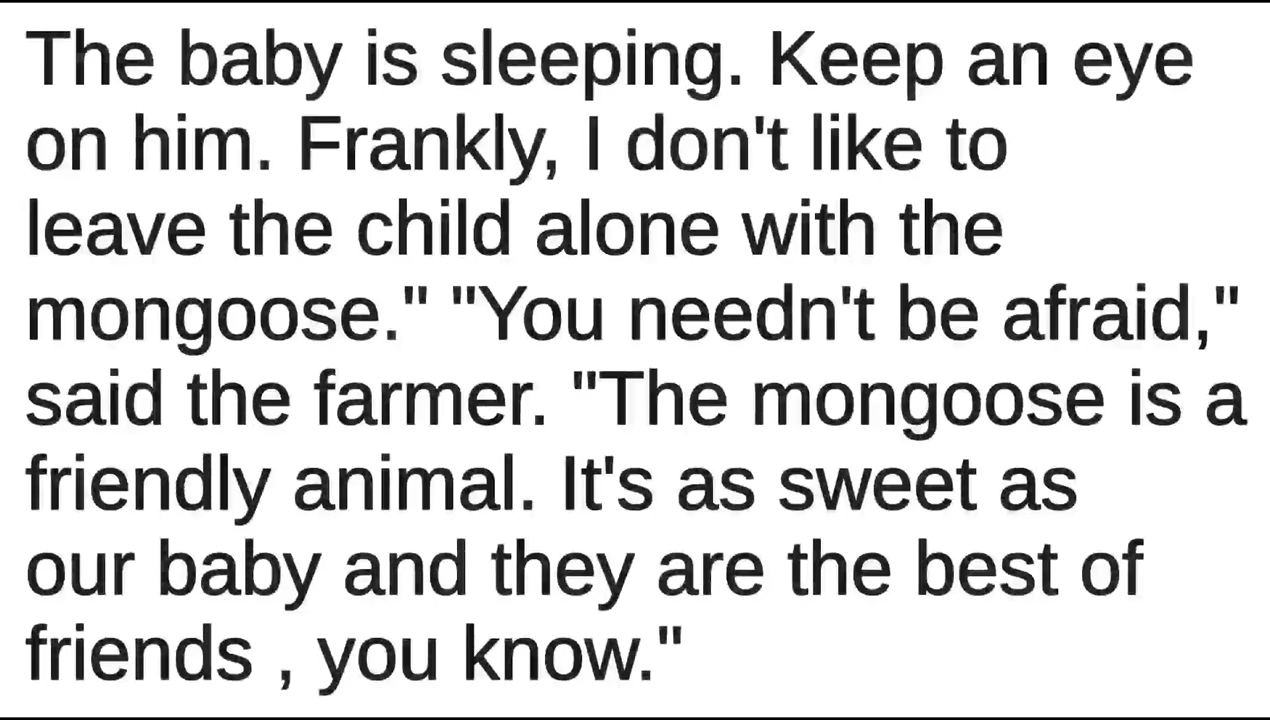 The baby is sleeping. Keep an eye
on him. Frankly, I don't like to
leave the child alone with the
mongoose." "You needn't be afraid,"
said the farmer. "The mongoose is a
friendly animal. It's as sweet as
our baby and they are the best of
friends , you know."